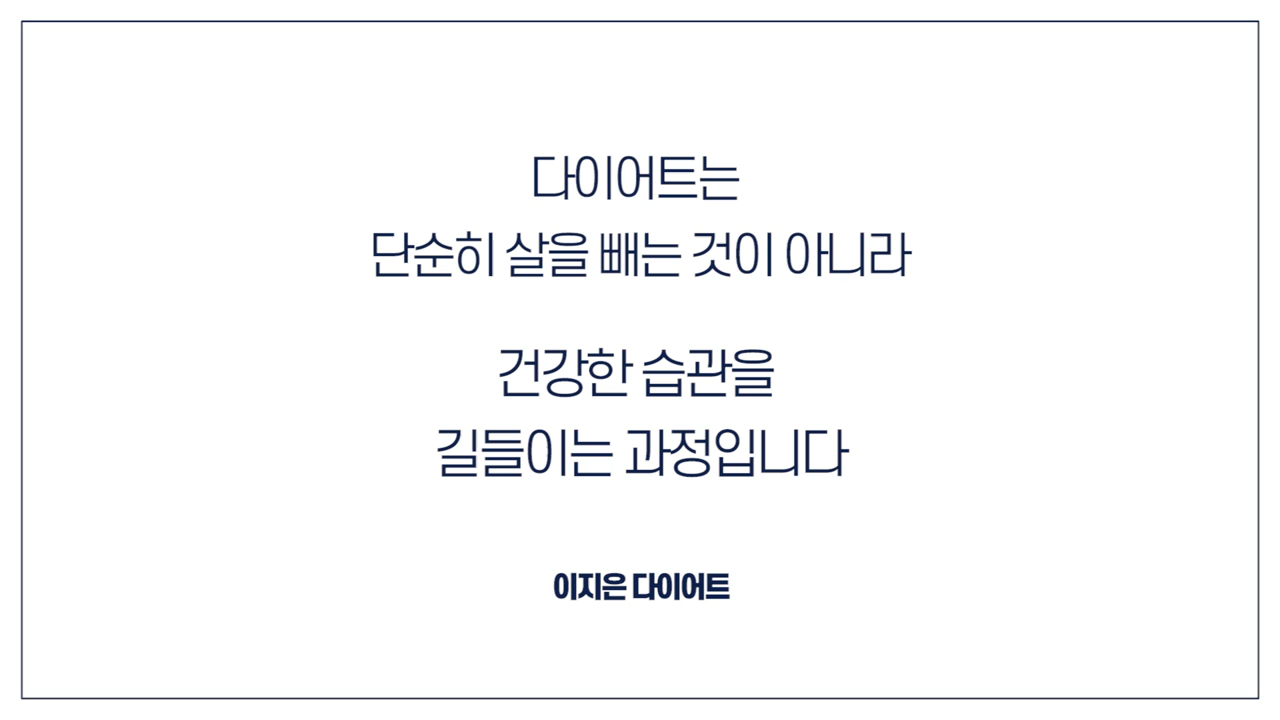 다이어트는
단순히 살을 빼는 것이 아니라
건강한 습관을
길들이는 과정입니다
이지은 다이어트